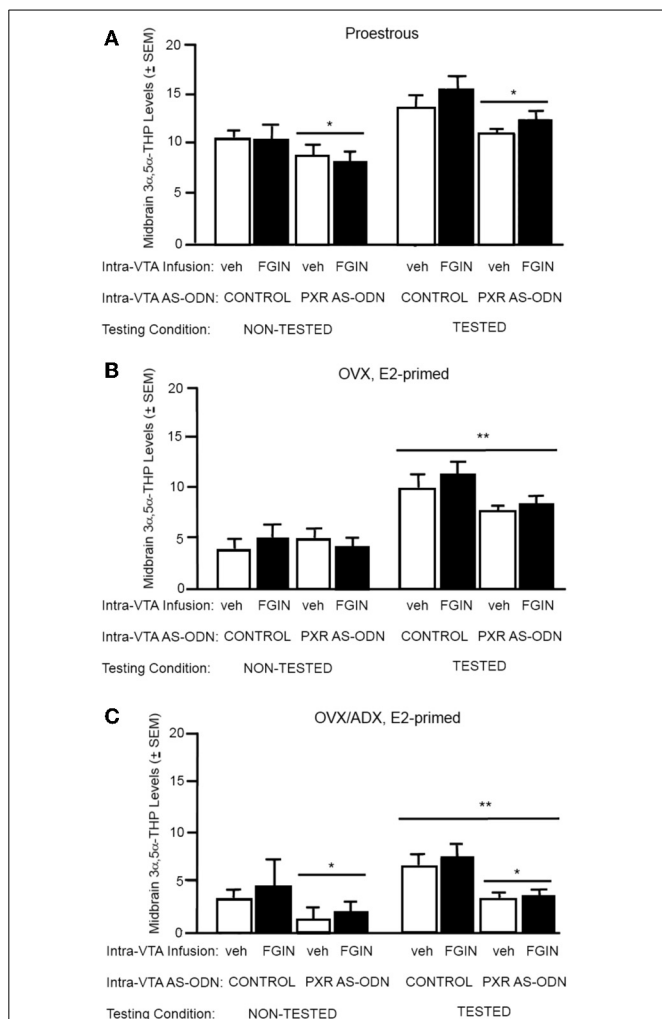 A
Proestrous
Midbrain 3α,5α-THP Levels (± SEM)
20
15
10
5
0
*
*
Intra-VTA Infusion: veh FGIN veh FGIN veh FGIN veh FGIN
Intra-VTA AS-ODN: CONTROL PXR AS-ODN CONTROL PXR AS-ODN
Testing Condition: NON-TESTED TESTED
B
OVX, E2-primed
Midbrain 3α,5α-THP Levels (± SEM)
20
15
10
5
0
**
Intra-VTA Infusion: veh FGIN veh FGIN veh FGIN veh FGIN
Intra-VTA AS-ODN: CONTROL PXR AS-ODN CONTROL PXR AS-ODN
Testing Condition: NON-TESTED TESTED
C
OVX/ADX, E2-primed
Midbrain 3α,5α-THP Levels (± SEM)
20
15
10
5
0
*
**
*
Intra-VTA Infusion: veh FGIN veh FGIN veh FGIN veh FGIN
Intra-VTA AS-ODN: CONTROL PXR AS-ODN CONTROL PXR AS-ODN
Testing Condition: NON-TESTED TESTED